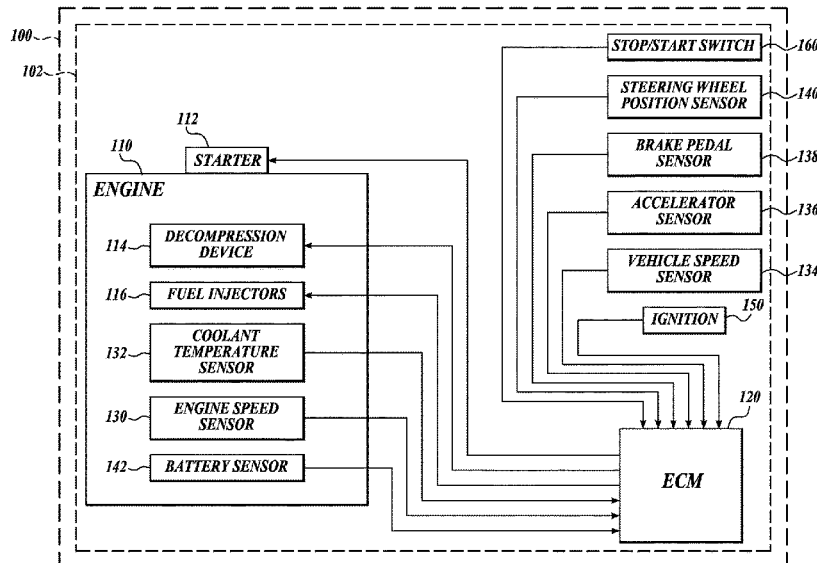 100
102
STOP/START SWITCH
160
STEERING WHEEL
POSITION SENSOR
140
112
STARTER
110
ENGINE
BRAKE PEDAL
SENSOR
138
ACCELERATOR
SENSOR
136
114
DECOMPRESSION
DEVICE
VEHICLE SPEED
SENSOR
134
116
FUEL INJECTORS
150
IGNITION
132
COOLANT
TEMPERATURE
SENSOR
130
ENGINE SPEED
SENSOR
120
ECM
142
BATTERY SENSOR